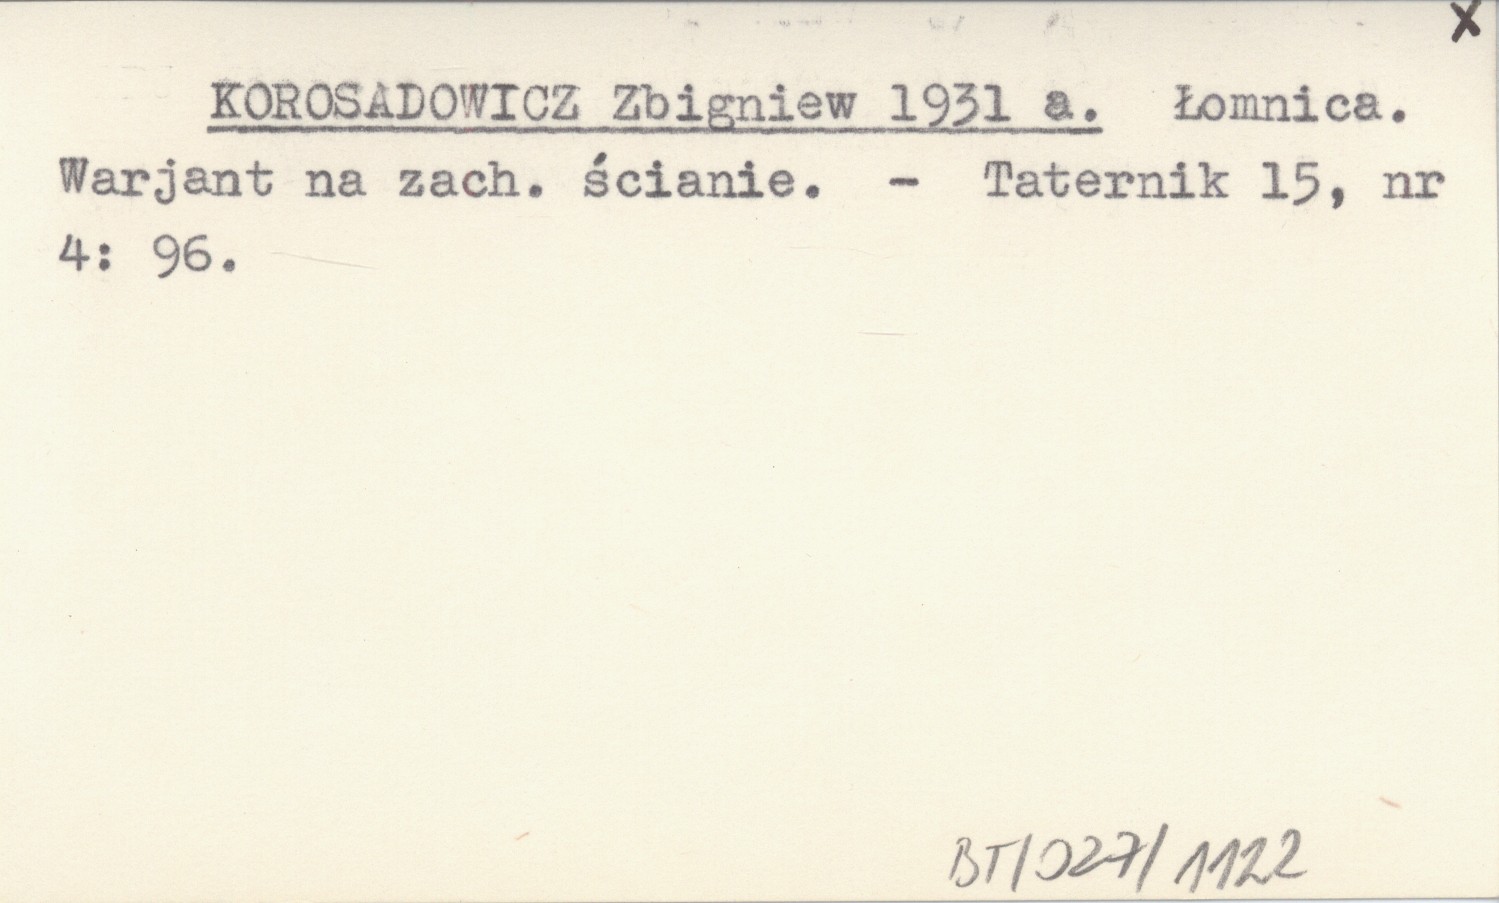 x
KOROSADOWICZ Zbigniew 1931 a. Łomnica.
Warjant na zach. ścianie. - Taternik 15, nr
4: 96.
BT/027/1122